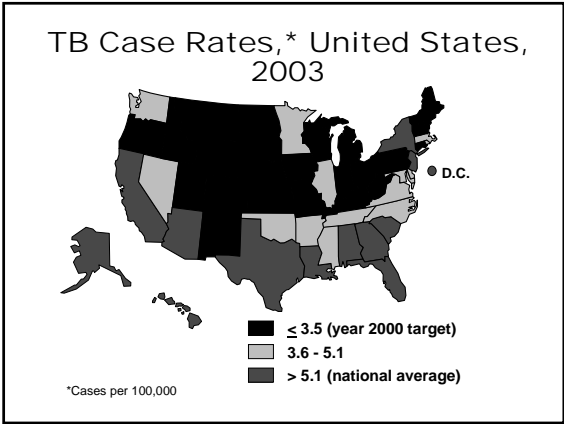 TB Case Rates,* United States,
2003
D.C.
≤ 3.5 (year 2000 target)
3.6 - 5.1
> 5.1 (national average)
*Cases per 100,000